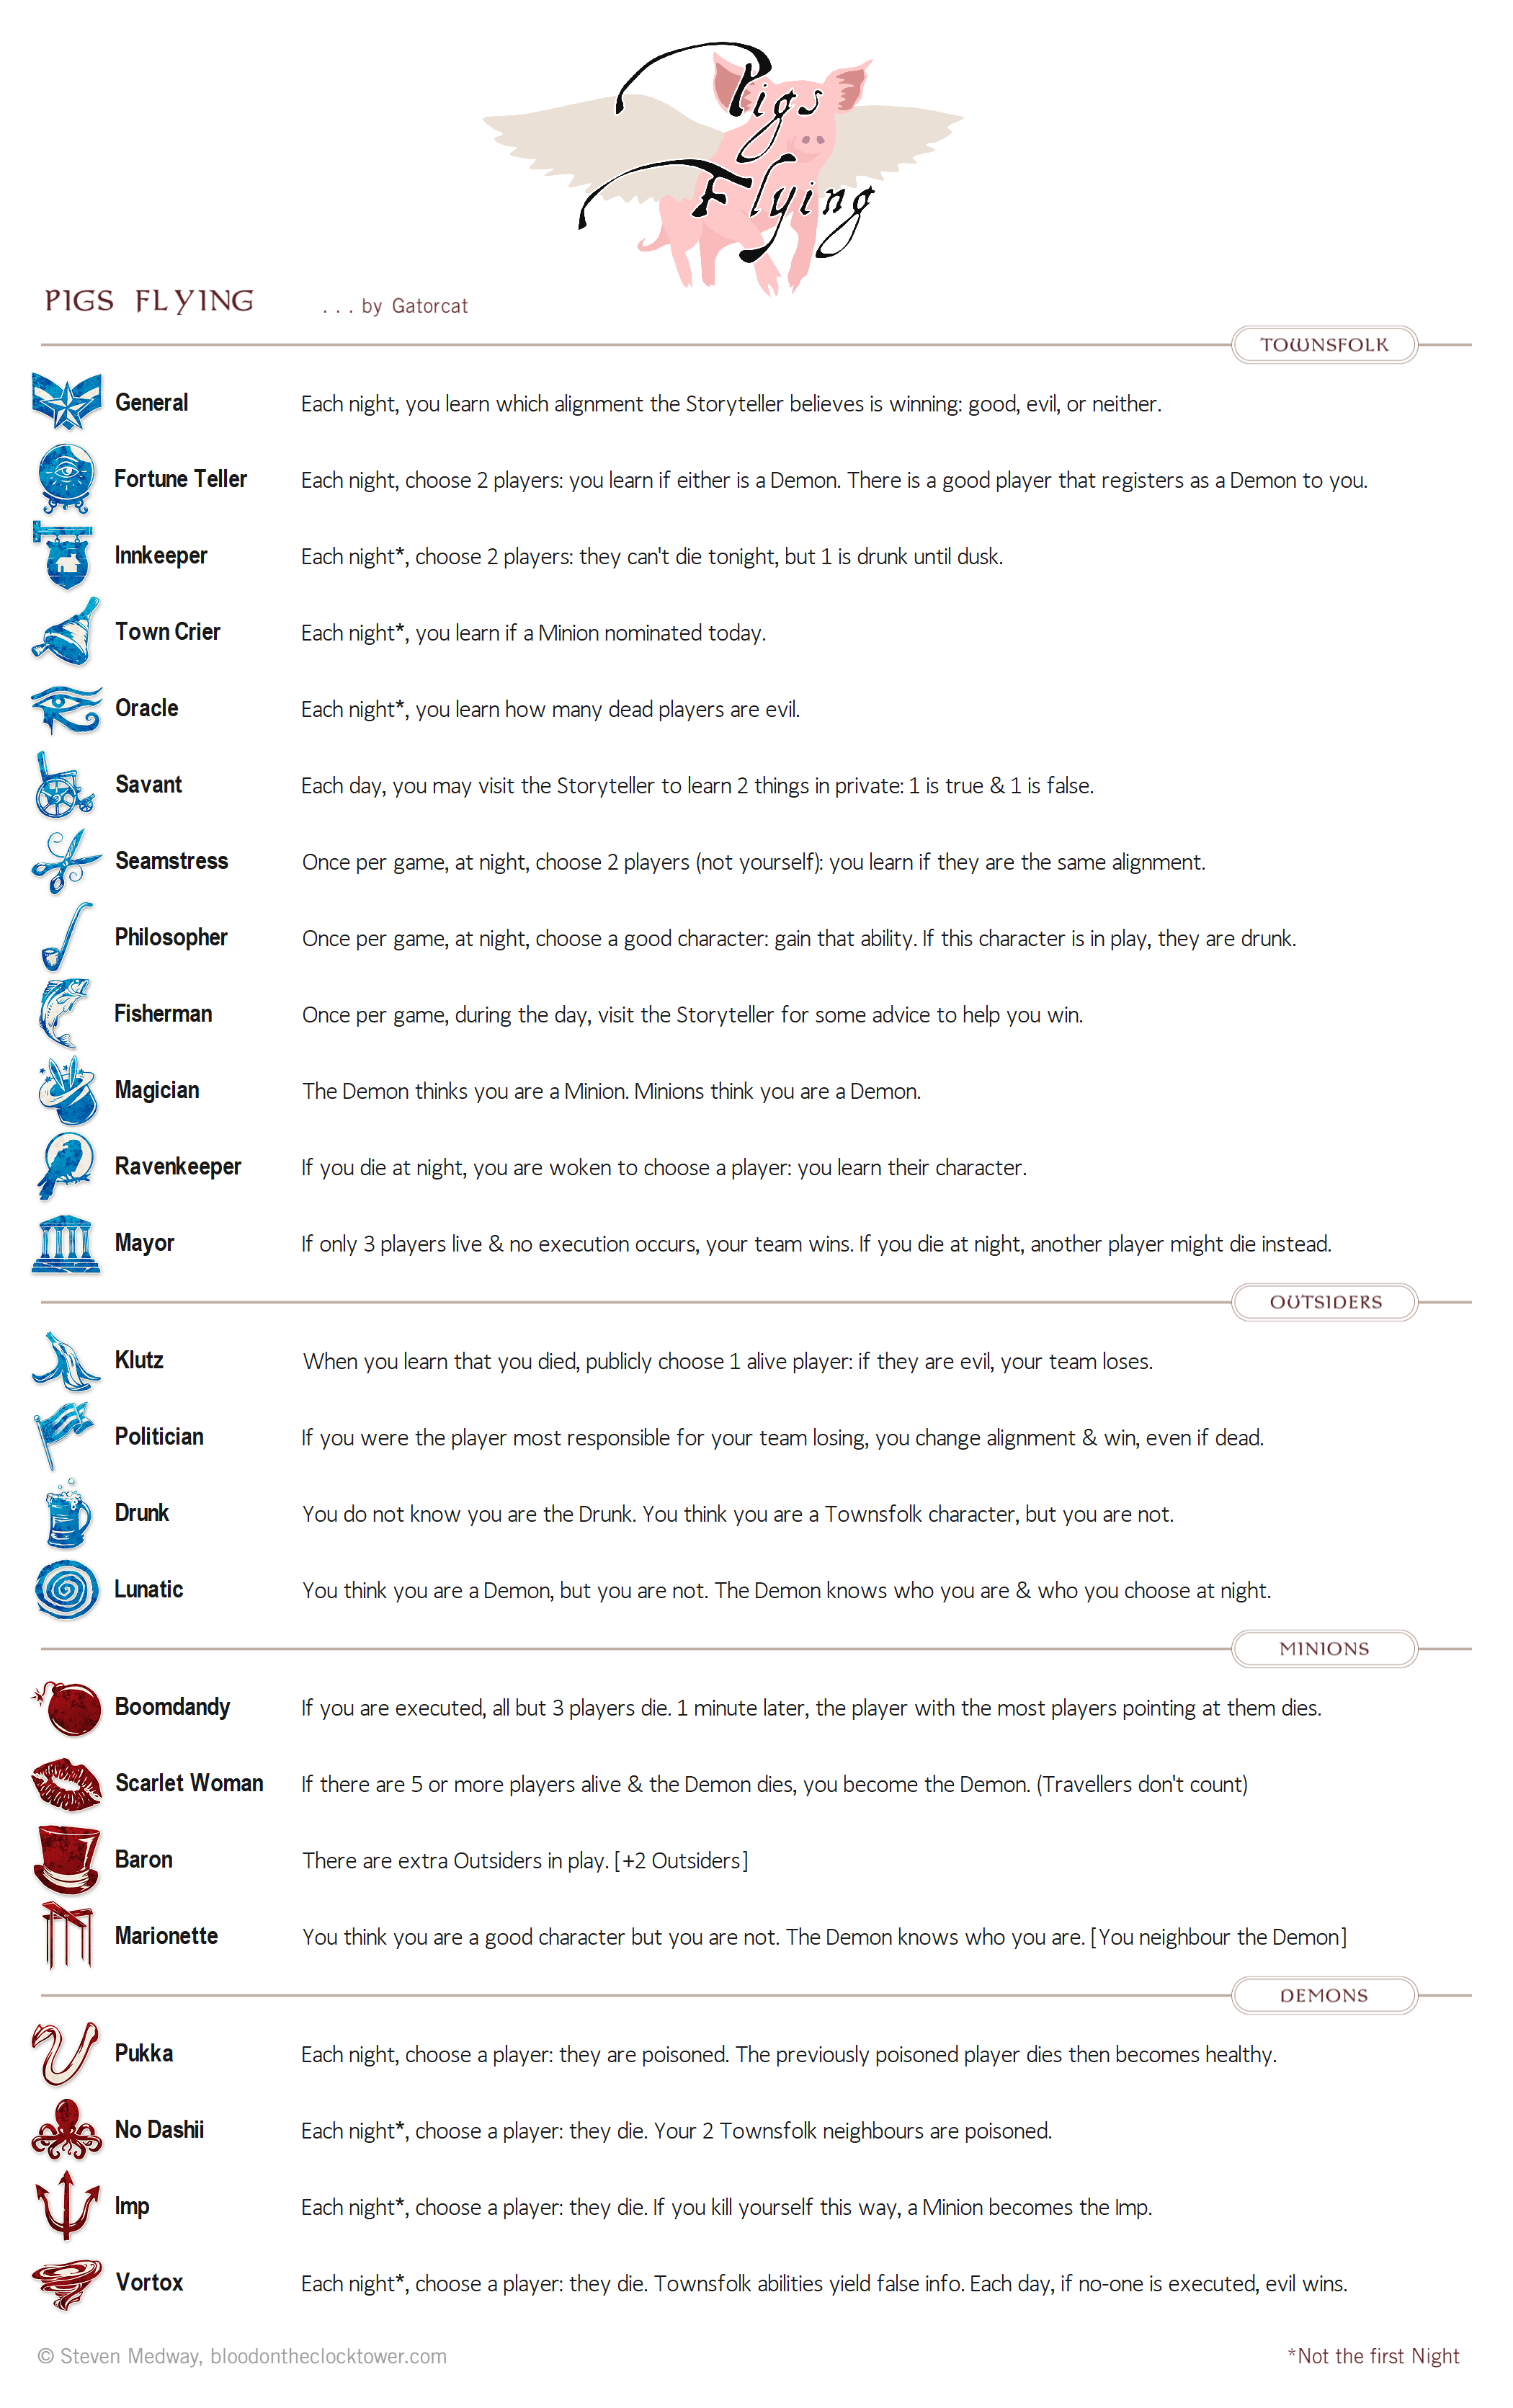 Pigs
Flying
PIGS FLYING . . . by Gatorcat
TOWNSFOLK
General Each night, you learn which alignment the Storyteller believes is winning: good, evil, or neither.
Fortune Teller Each night, choose 2 players: you learn if either is a Demon. There is a good player that registers as a Demon to you.
Innkeeper Each night*, choose 2 players: they can't die tonight, but 1 is drunk until dusk.
Town Crier Each night*, you learn if a Minion nominated today.
Oracle Each night*, you learn how many dead players are evil.
Savant Each day, you may visit the Storyteller to learn 2 things in private: 1 is true & 1 is false.
Seamstress Once per game, at night, choose 2 players (not yourself): you learn if they are the same alignment.
Philosopher Once per game, at night, choose a good character: gain that ability. If this character is in play, they are drunk.
Fisherman Once per game, during the day, visit the Storyteller for some advice to help you win.
Magician The Demon thinks you are a Minion. Minions think you are a Demon.
Ravenkeeper If you die at night, you are woken to choose a player: you learn their character.
Mayor If only 3 players live & no execution occurs, your team wins. If you die at night, another player might die instead.
OUTSIDERS
Klutz When you learn that you died, publicly choose 1 alive player: if they are evil, your team loses.
Politician If you were the player most responsible for your team losing, you change alignment & win, even if dead.
Drunk You do not know you are the Drunk. You think you are a Townsfolk character, but you are not.
Lunatic You think you are a Demon, but you are not. The Demon knows who you are & who you choose at night.
MINIONS
Boomdandy If you are executed, all but 3 players die. 1 minute later, the player with the most players pointing at them dies.
Scarlet Woman If there are 5 or more players alive & the Demon dies, you become the Demon. (Travellers don't count)
Baron There are extra Outsiders in play. [+2 Outsiders]
Marionette You think you are a good character but you are not. The Demon knows who you are. [You neighbour the Demon]
DEMONS
Pukka Each night, choose a player: they are poisoned. The previously poisoned player dies then becomes healthy.
No Dashii Each night*, choose a player: they die. Your 2 Townsfolk neighbours are poisoned.
Imp Each night*, choose a player: they die. If you kill yourself this way, a Minion becomes the Imp.
Vortox Each night*, choose a player: they die. Townsfolk abilities yield false info. Each day, if no-one is executed, evil wins.
© Steven Medway, bloodontheclocktower.com *Not the first Night